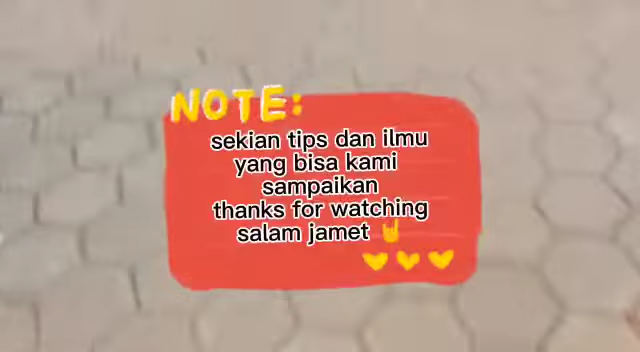 NOTE:
sekian tips dan ilmu
yang bisa kami
sampaikan
thanks for watching
salam jamet 🤘